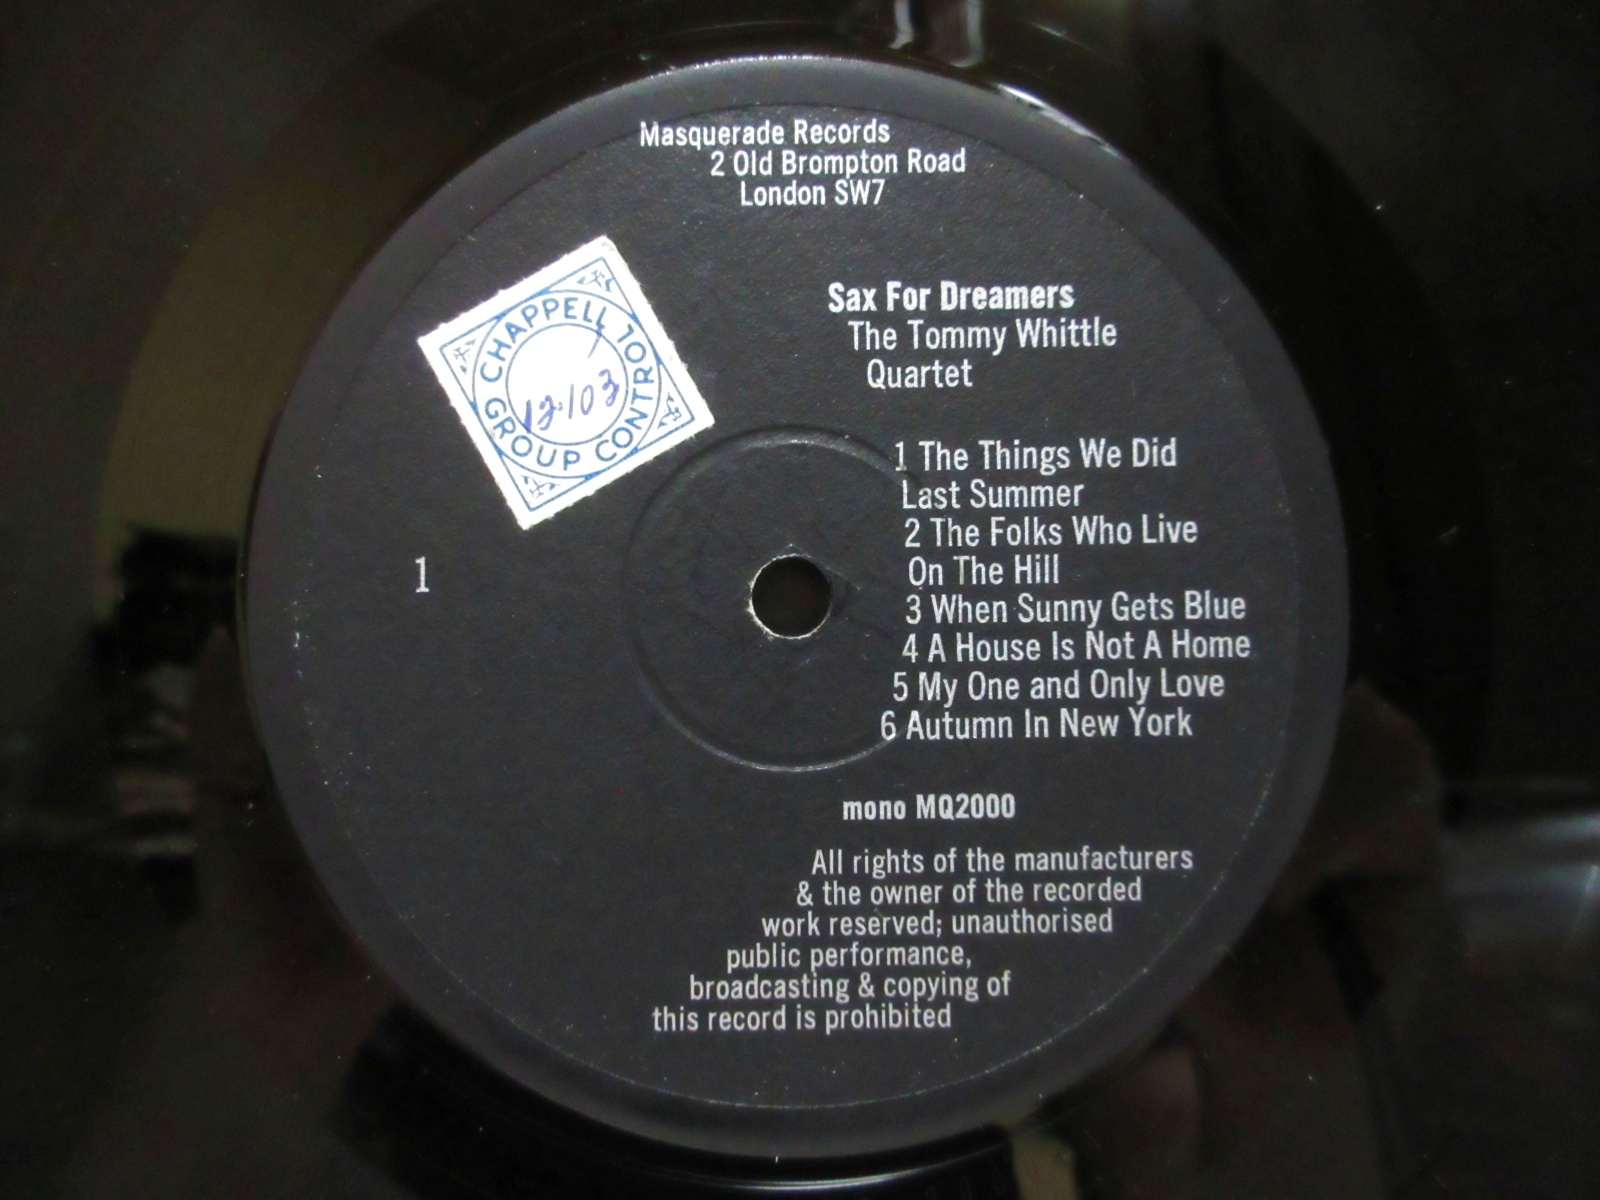 Masquerade Records
2 Old Brompton Road
London SW7
CHAPPELL
GROUP CONTROL
12/103
Sax For Dreamers
The Tommy Whittle
Quartet
1
1 The Things We Did
Last Summer
2 The Folks Who Live
On The Hill
3 When Sunny Gets Blue
4 A House Is Not A Home
5 My One and Only Love
6 Autumn In New York
mono MQ2000
All rights of the manufacturers
& the owner of the recorded
work reserved; unauthorised
public performance,
broadcasting & copying of
this record is prohibited